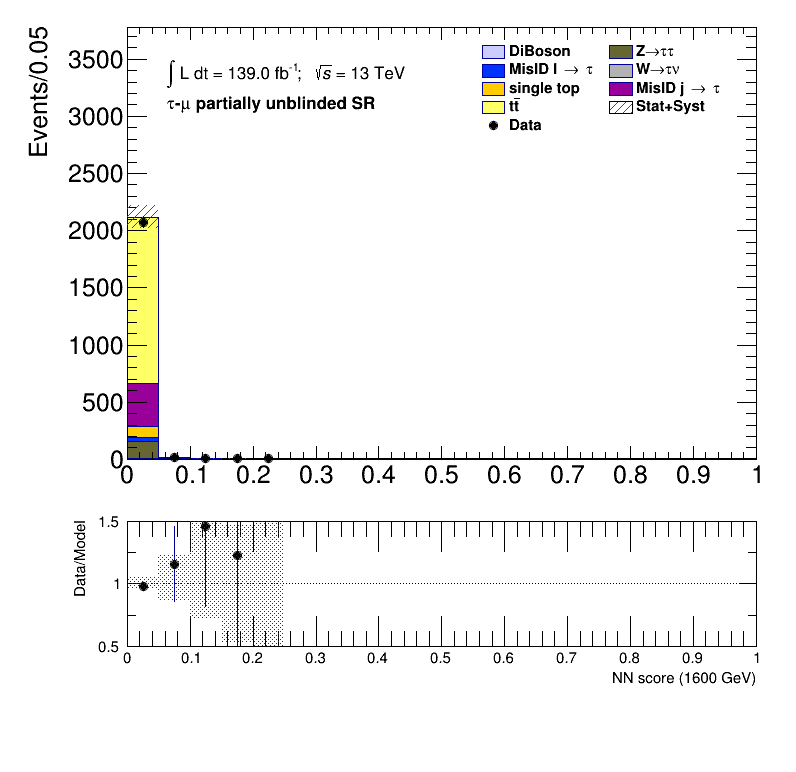 Events/0.05
3500
3000
2500
2000
1500
1000
500
0
∫ L dt = 139.0 fb⁻¹; √s = 13 TeV
τ-μ partially unblinded SR
DiBoson
MisID l → τ
single top
tt̄
Data
Z→ττ
W→τν
MisID j → τ
Stat+Syst
0 0.1 0.2 0.3 0.4 0.5 0.6 0.7 0.8 0.9 1
Data/Model
1.5
1
0.5
0 0.1 0.2 0.3 0.4 0.5 0.6 0.7 0.8 0.9 1
NN score (1600 GeV)